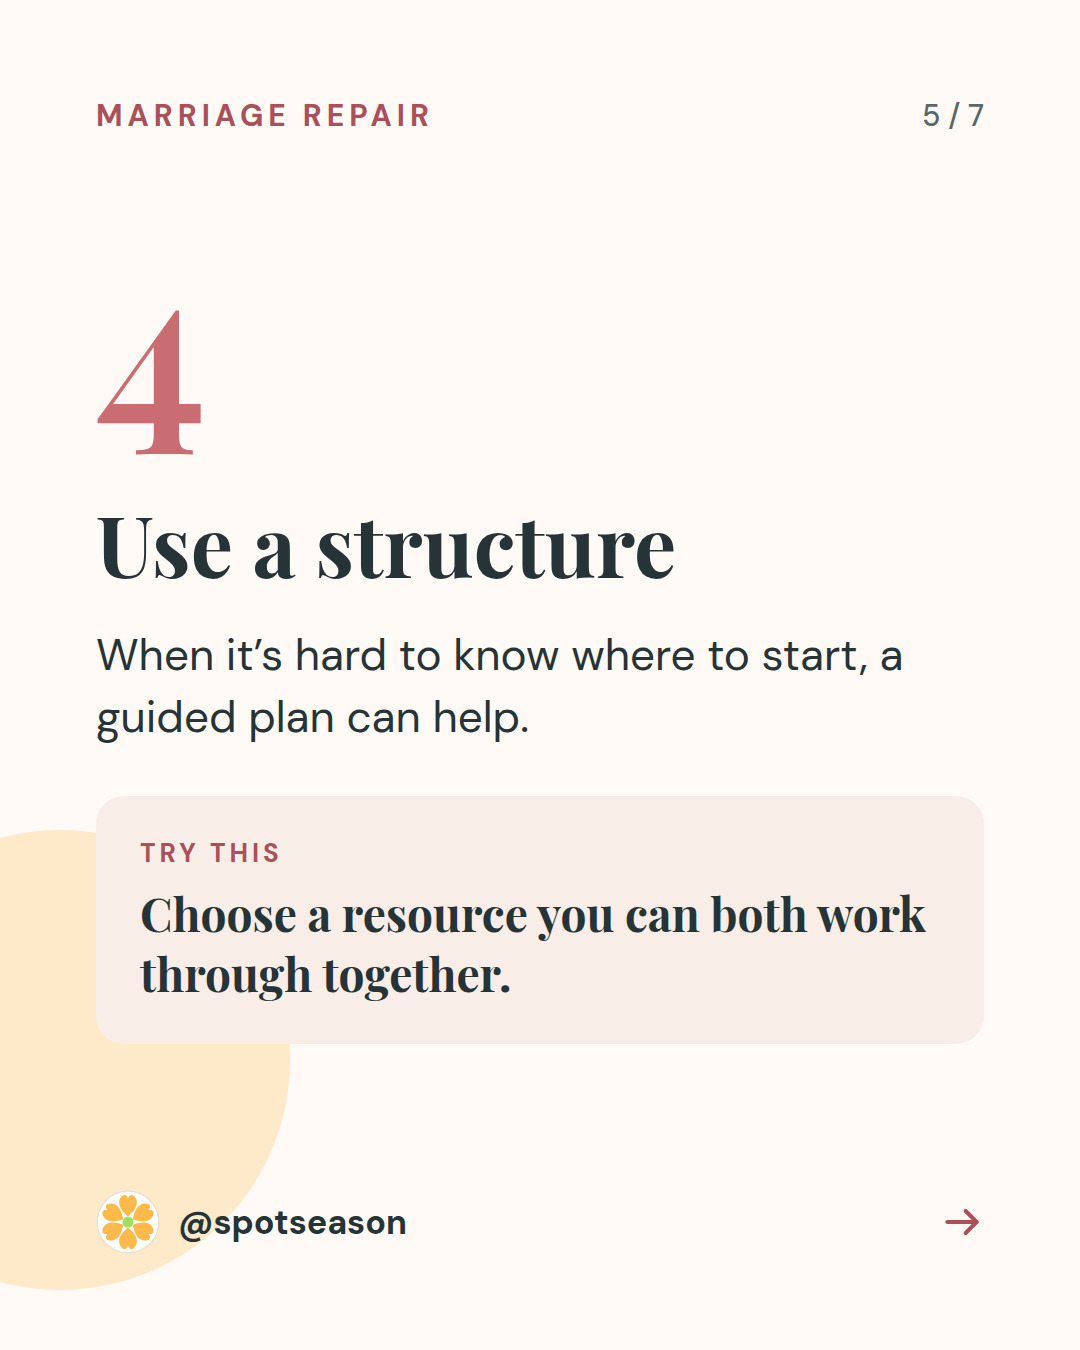 MARRIAGE REPAIR
5 / 7
4
Use a structure
When it’s hard to know where to start, a
guided plan can help.
TRY THIS
Choose a resource you can both work
through together.
@spotseason